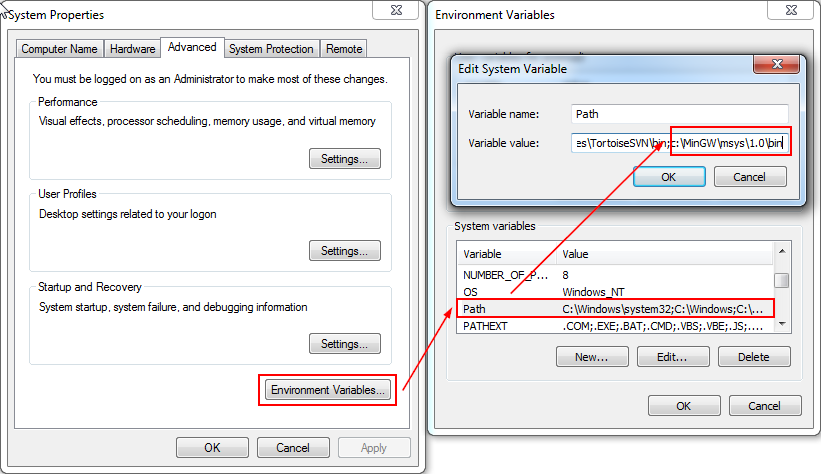 System Properties
Computer Name
Hardware
Advanced
System Protection
Remote
You must be logged on as an Administrator to make most of these changes.
Performance
Visual effects, processor scheduling, memory usage, and virtual memory
Settings...
User Profiles
Desktop settings related to your logon
Settings...
Startup and Recovery
System startup, system failure, and debugging information
Settings...
Environment Variables...
OK
Cancel
Apply
Environment Variables
Edit System Variable
Variable name:
Path
Variable value:
es\TortoiseSVN\bin;c:\MinGW\msys\1.0\bin
OK
Cancel
System variables
Variable Value
NUMBER_OF_P... 8
OS Windows_NT
Path C:\Windows\system32;C:\Windows;C:\...
PATHEXT .COM;.EXE;.BAT;.CMD;.VBS;.VBE;.JS;....
New...
Edit...
Delete
OK
Cancel